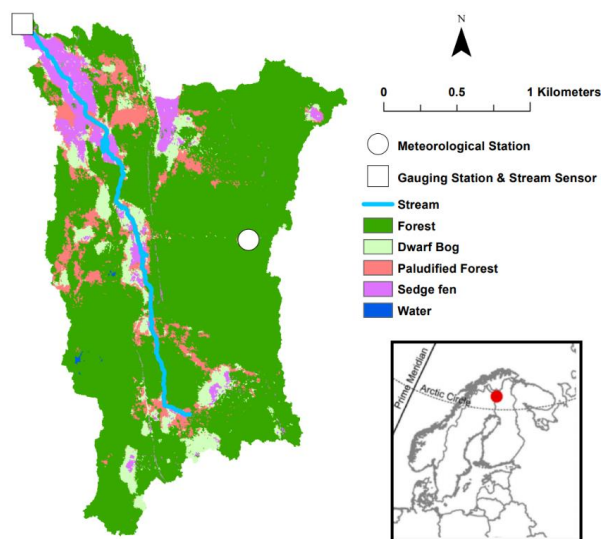 N
0 0.5 1 Kilometers
Meteorological Station
Gauging Station & Stream Sensor
Stream
Forest
Dwarf Bog
Paludified Forest
Sedge fen
Water
Prime Meridian
Arctic Circle